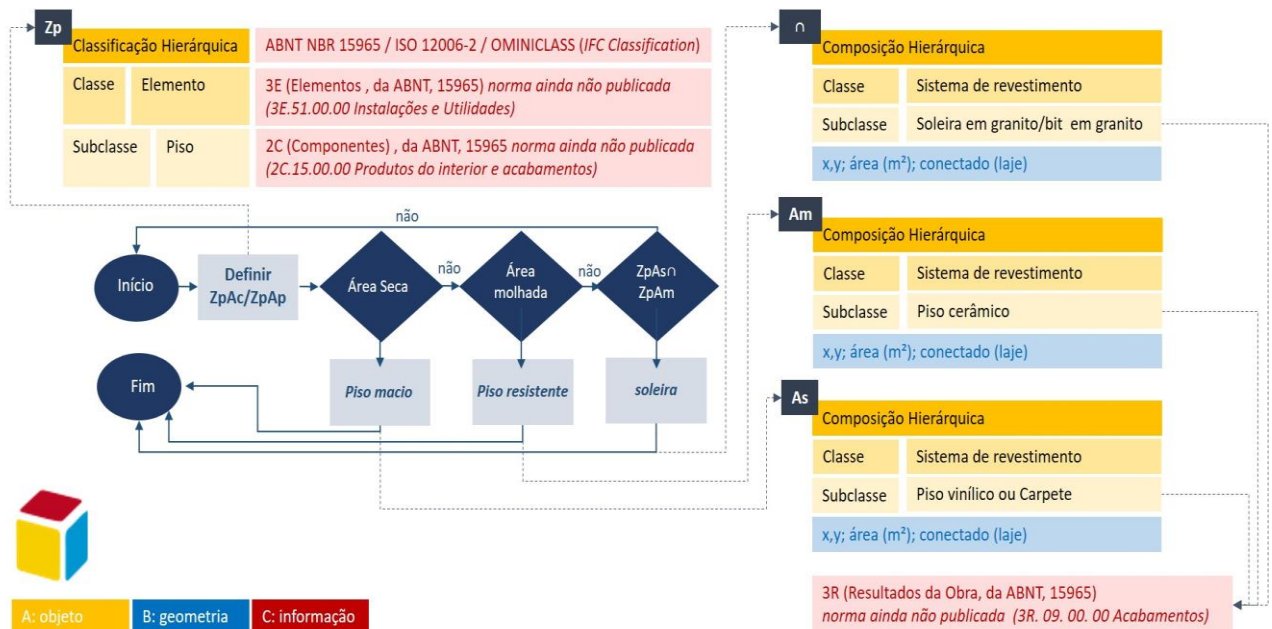 Zp
Classificação Hierárquica
ABNT NBR 15965 / ISO 12006-2 / OMINICLASS (IFC Classification)
Classe
Elemento
3E (Elementos , da ABNT, 15965) norma ainda não publicada
(3E.51.00.00 Instalações e Utilidades)
Subclasse
Piso
2C (Componentes) , da ABNT, 15965 norma ainda não publicada
(2C.15.00.00 Produtos do interior e acabamentos)
não
Início
Definir
ZpAc/ZpAp
Área Seca
não
Área
molhada
não
ZpAs∩
ZpAm
Fim
Piso macio
Piso resistente
soleira
∩
Composição Hierárquica
Classe
Sistema de revestimento
Subclasse
Soleira em granito/bit em granito
x,y; área (m²); conectado (laje)
Am
Composição Hierárquica
Classe
Sistema de revestimento
Subclasse
Piso cerâmico
x,y; área (m²); conectado (laje)
As
Composição Hierárquica
Classe
Sistema de revestimento
Subclasse
Piso vinílico ou Carpete
x,y; área (m²); conectado (laje)
3R (Resultados da Obra, da ABNT, 15965)
norma ainda não publicada (3R. 09. 00. 00 Acabamentos)
A: objeto
B: geometria
C: informação